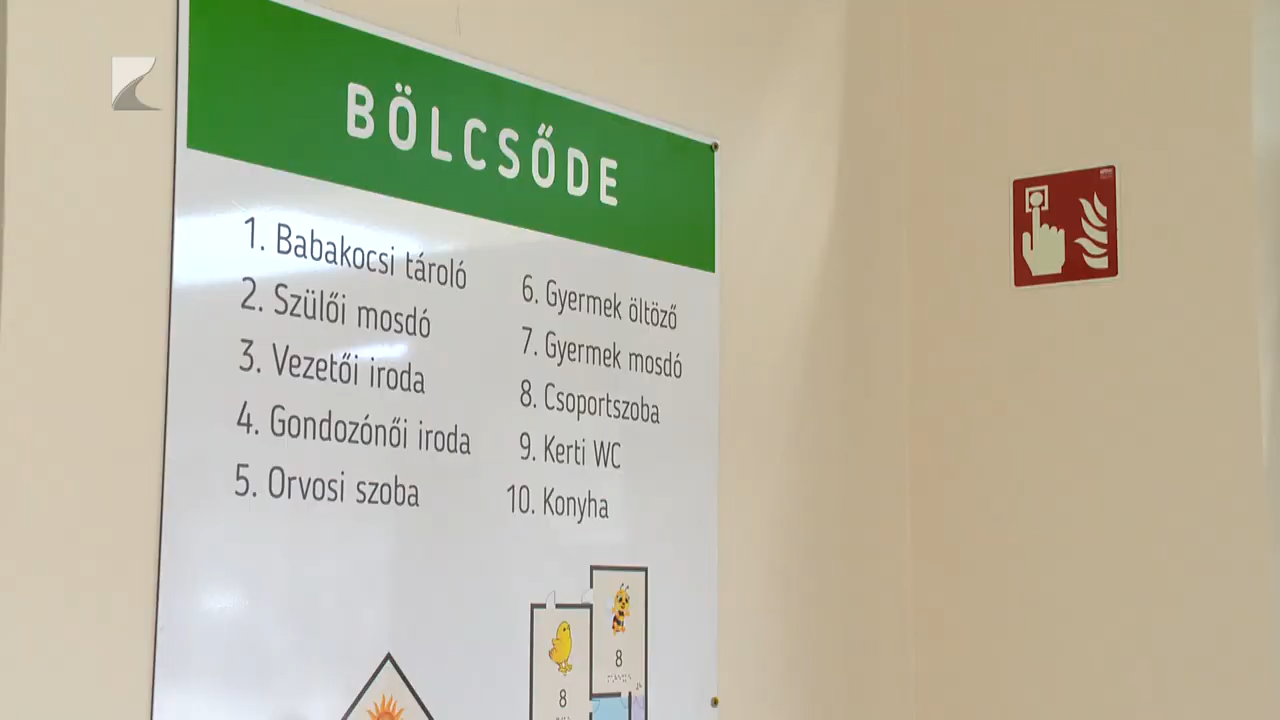 BÖLCSŐDE
1. Babakocsi tároló
2. Szülői mosdó
3. Vezetői iroda
4. Gondozónői iroda
5. Orvosi szoba
6. Gyermek öltöző
7. Gyermek mosdó
8. Csoportszoba
9. Kerti WC
10. Konyha
8
8